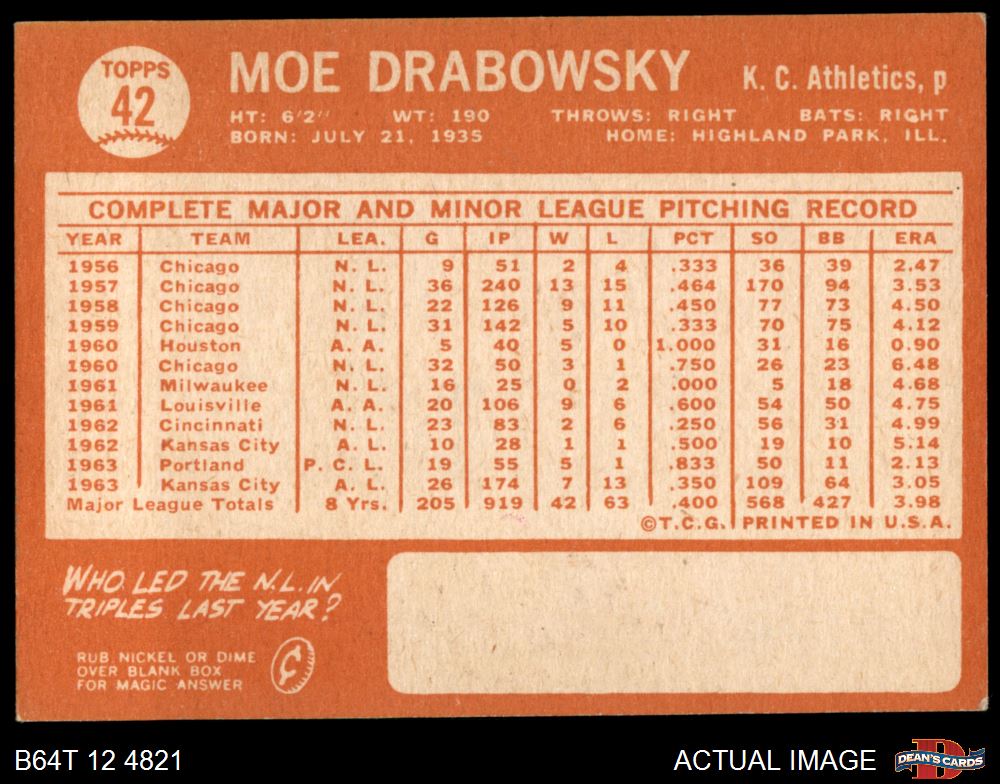 TOPPS
42
MOE DRABOWSKY K. C. Athletics, p
HT: 6'2" WT: 190 THROWS: RIGHT BATS: RIGHT
BORN: JULY 21, 1935 HOME: HIGHLAND PARK, ILL.
COMPLETE MAJOR AND MINOR LEAGUE PITCHING RECORD
YEAR TEAM LEA. G IP W L PCT SO BB ERA
1956 Chicago N. L. 9 51 2 4 .333 36 39 2.47
1957 Chicago N. L. 36 240 13 15 .464 170 94 3.53
1958 Chicago N. L. 22 126 9 11 .450 77 73 4.50
1959 Chicago N. L. 31 142 5 10 .333 70 75 4.12
1960 Houston A. A. 5 40 5 0 1.000 31 16 0.90
1960 Chicago N. L. 32 50 3 1 .750 26 23 6.48
1961 Milwaukee N. L. 16 25 0 2 .000 5 18 4.68
1961 Louisville A. A. 20 106 9 6 .600 54 50 4.75
1962 Cincinnati N. L. 23 83 2 6 .250 56 31 4.99
1962 Kansas City A. L. 10 28 1 1 .500 19 10 5.14
1963 Portland P. C. L. 19 55 5 1 .833 50 11 2.13
1963 Kansas City A. L. 26 174 7 13 .350 109 64 3.05
Major League Totals 8 Yrs. 205 919 42 63 .400 568 427 3.98
©T.C.G. PRINTED IN U.S.A.
WHO LED THE N.L. IN
TRIPLES LAST YEAR?
RUB NICKEL OR DIME
OVER BLANK BOX
FOR MAGIC ANSWER
¢
B64T 12 4821 ACTUAL IMAGE DEAN'S CARDS